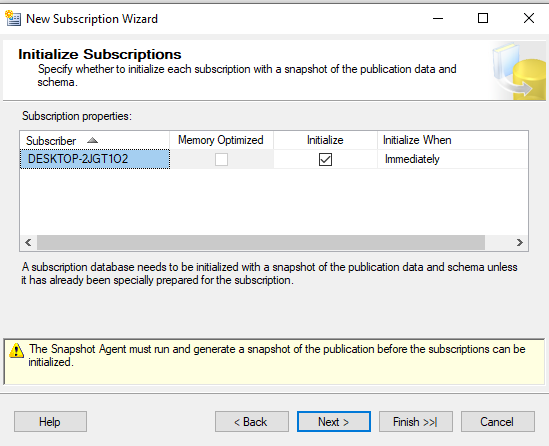 New Subscription Wizard
Initialize Subscriptions
Specify whether to initialize each subscription with a snapshot of the publication data and
schema.
Subscription properties:
Subscriber Memory Optimized Initialize Initialize When
DESKTOP-2JGT1O2 Immediately
A subscription database needs to be initialized with a snapshot of the publication data and schema unless
it has already been specially prepared for the subscription.
The Snapshot Agent must run and generate a snapshot of the publication before the subscriptions can be
initialized.
Help < Back Next > Finish >>| Cancel